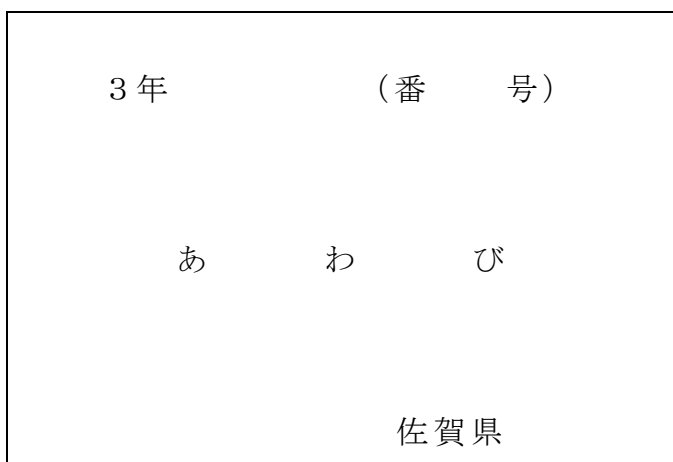 ３年　（番　号）
あ　わ　び
佐賀県